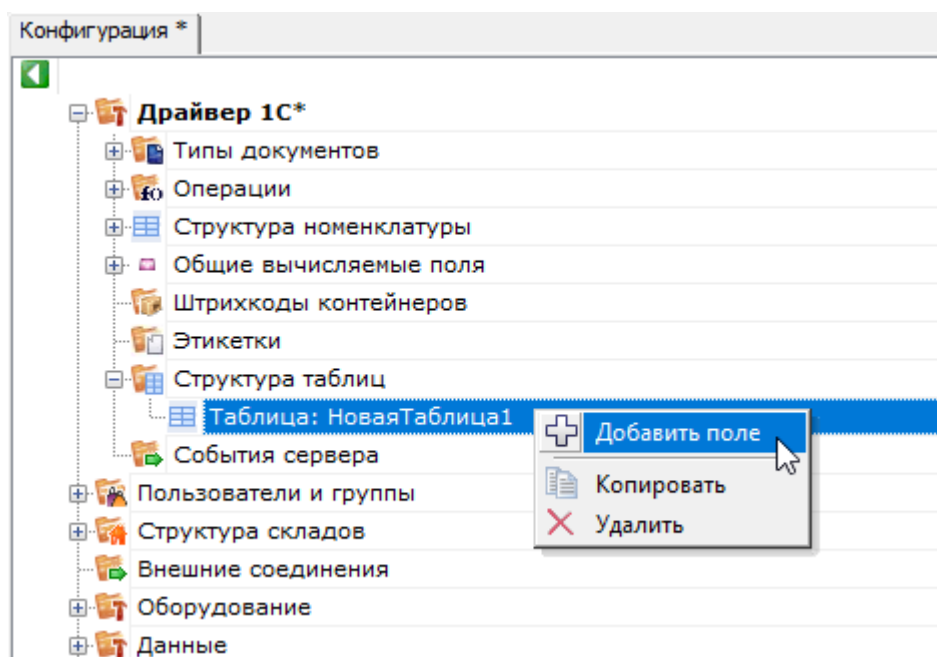 Конфигурация *
Драйвер 1С*
Типы документов
Операции
Структура номенклатуры
Общие вычисляемые поля
Штрихкоды контейнеров
Этикетки
Структура таблиц
Таблица: НоваяТаблица1
Добавить поле
События сервера
Копировать
Пользователи и группы
Удалить
Структура складов
Внешние соединения
Оборудование
Данные